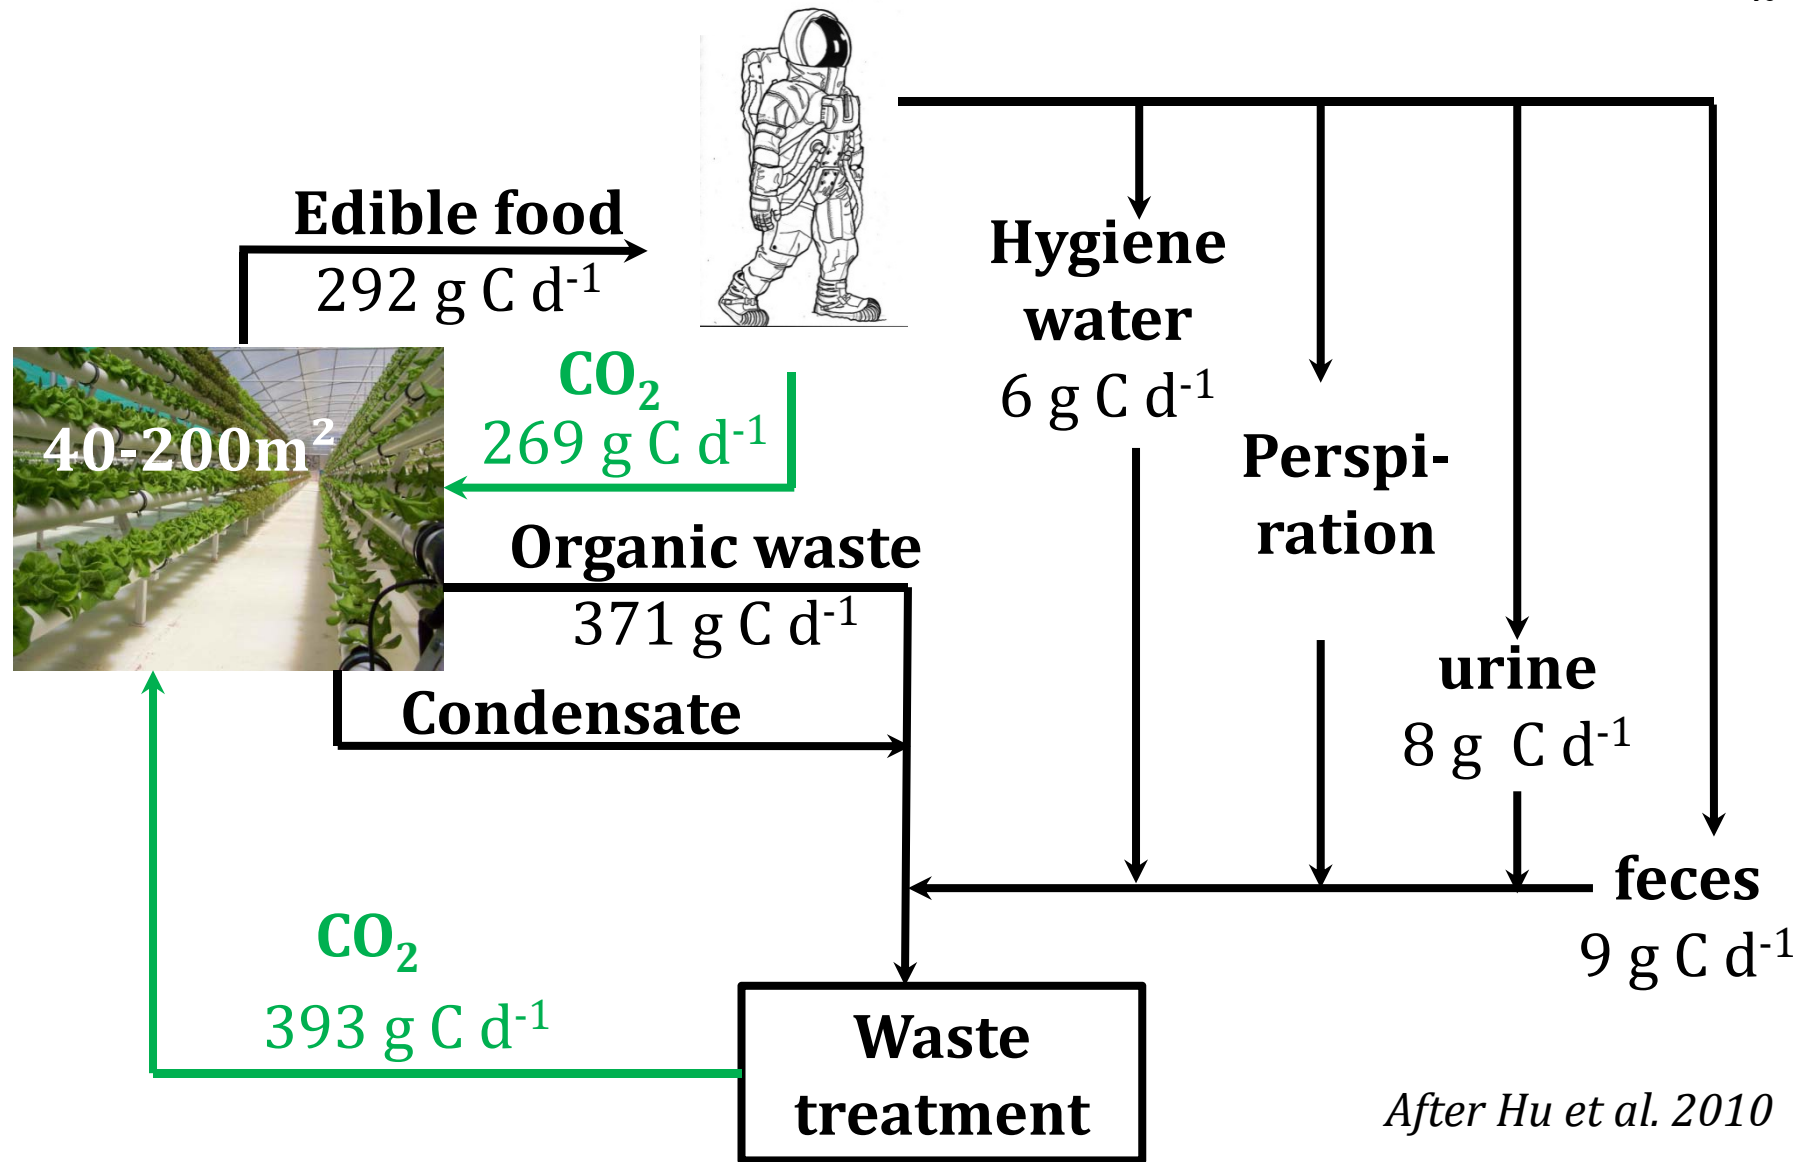 Edible food
292 g C d⁻¹
CO₂
269 g C d⁻¹
40-200m²
Organic waste
371 g C d⁻¹
Condensate
CO₂
393 g C d⁻¹
Waste
treatment
Hygiene
water
6 g C d⁻¹
Perspi-
ration
urine
8 g C d⁻¹
feces
9 g C d⁻¹
After Hu et al. 2010